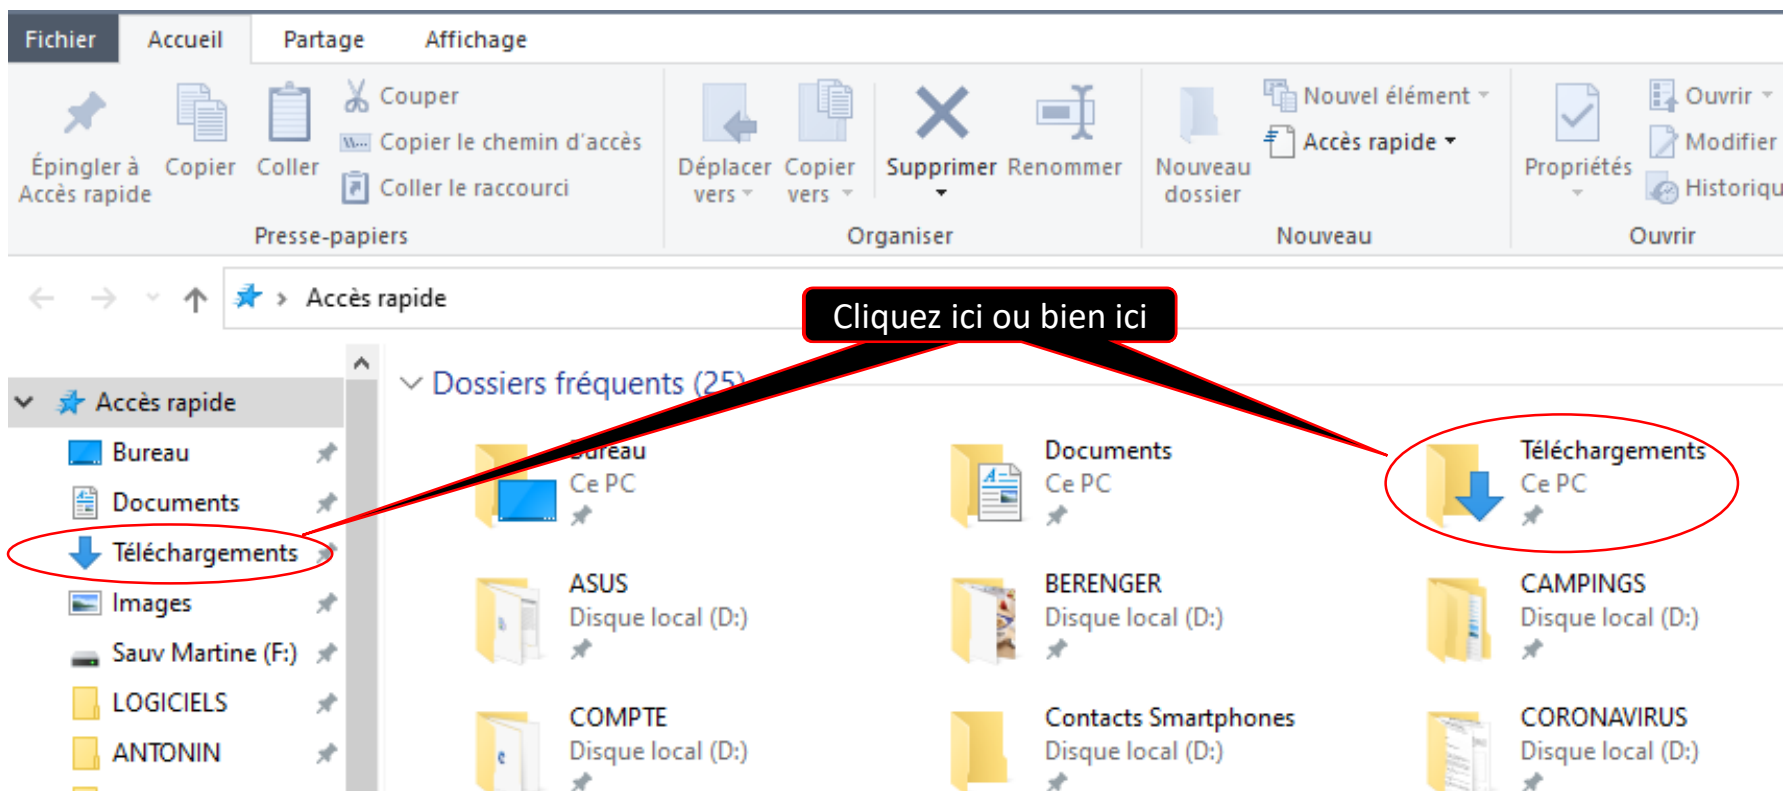 Fichier Accueil Partage Affichage
Épingler à
Accès rapide
Copier
Coller
Couper
Copier le chemin d'accès
Coller le raccourci
Presse-papiers
Déplacer
vers
Copier
vers
Supprimer
Renommer
Organiser
Nouveau
dossier
Nouvel élément
Accès rapide
Nouveau
Propriétés
Ouvrir
Modifier
Historiqu
Ouvrir
Accès rapide
Cliquez ici ou bien ici
Accès rapide
Bureau
Documents
Téléchargements
Images
Sauv Martine (F:)
LOGICIELS
ANTONIN
Dossiers fréquents (25)
Bureau
Ce PC
Documents
Ce PC
Téléchargements
Ce PC
ASUS
Disque local (D:)
BERENGER
Disque local (D:)
CAMPINGS
Disque local (D:)
COMPTE
Disque local (D:)
Contacts Smartphones
Disque local (D:)
CORONAVIRUS
Disque local (D:)